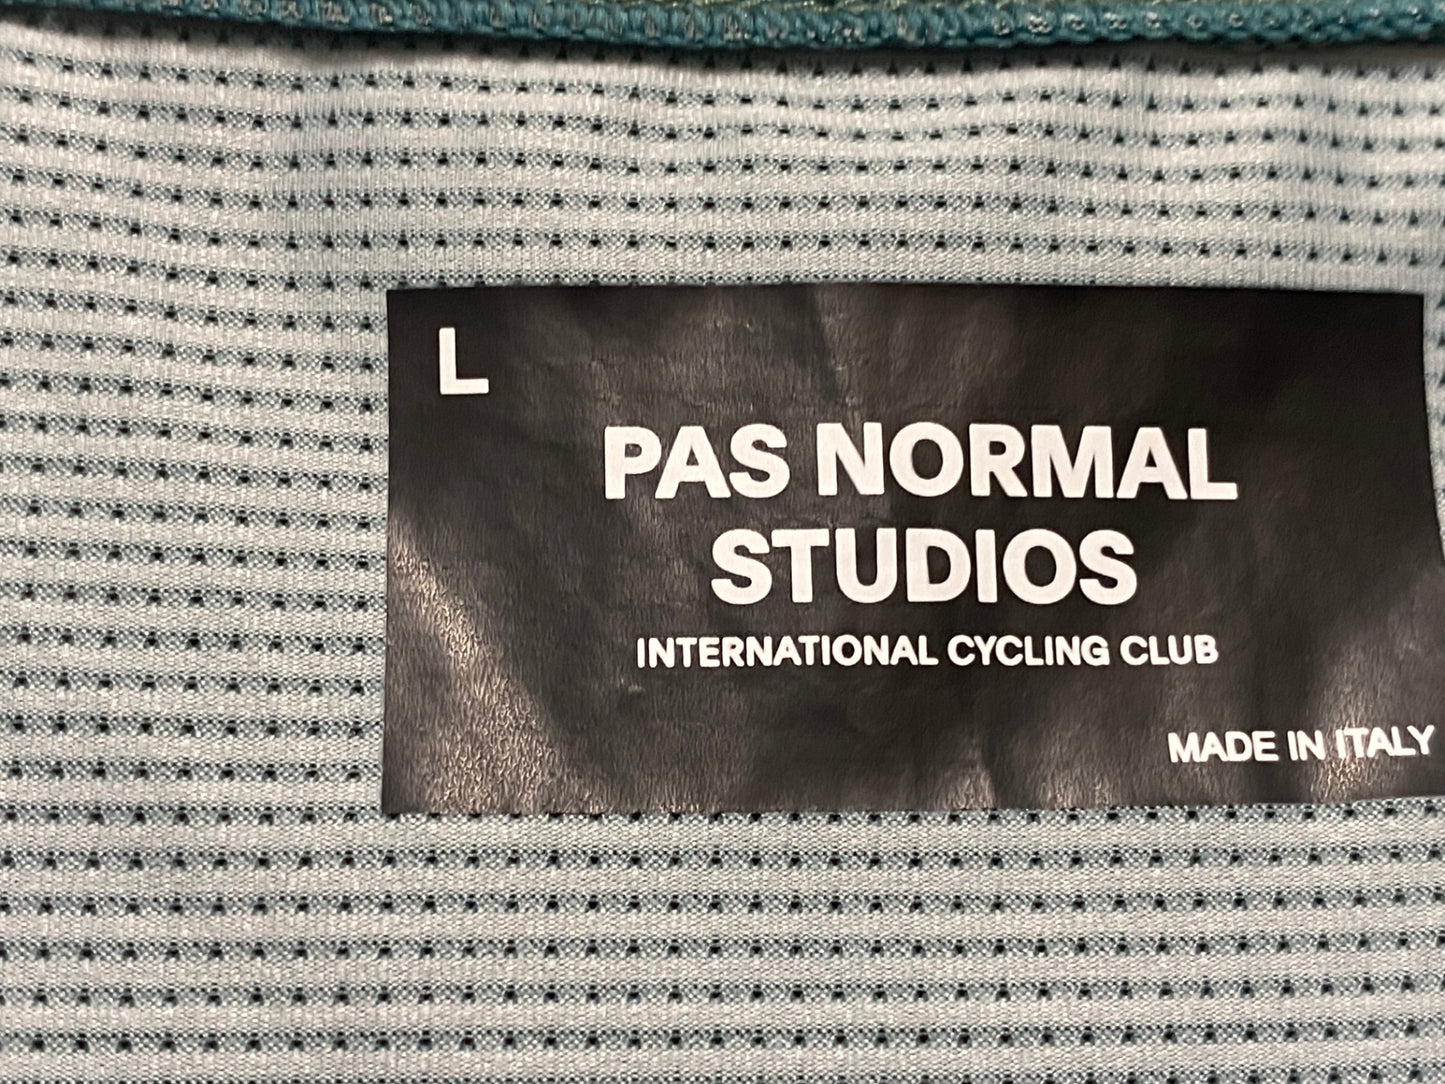 L
PAS NORMAL
STUDIOS
INTERNATIONAL CYCLING CLUB
MADE IN ITALY